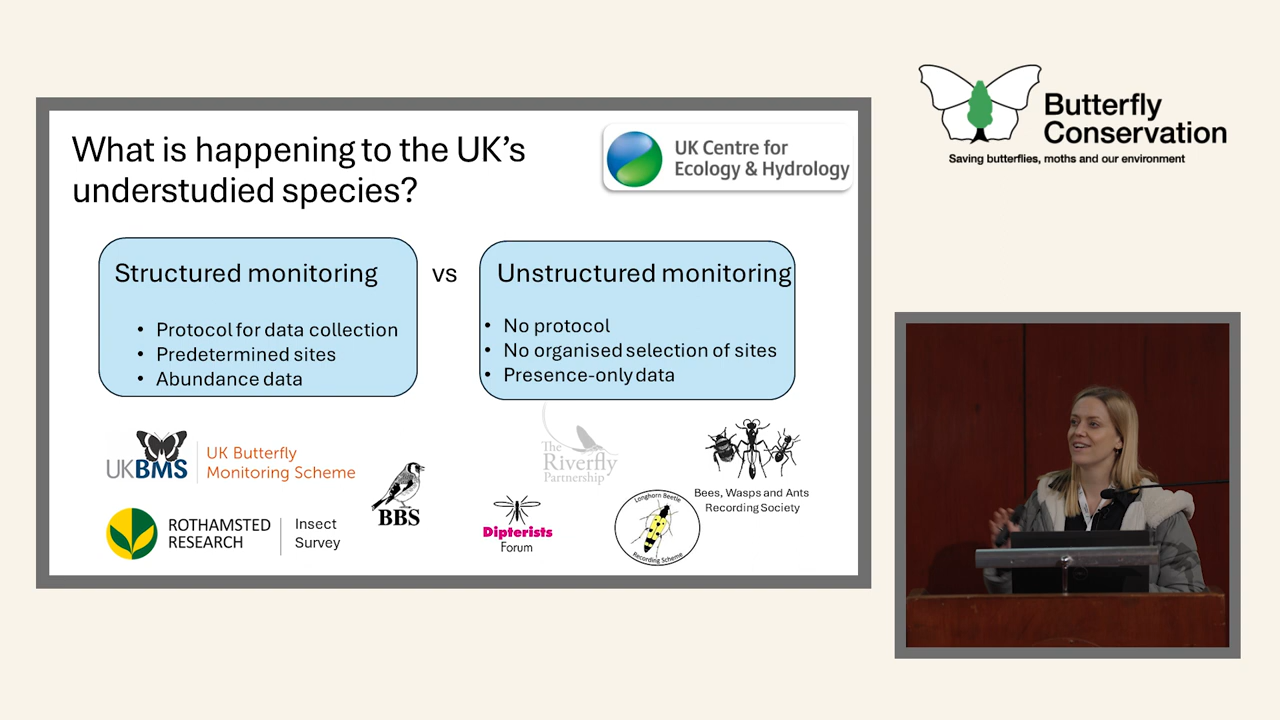 What is happening to the UK's
understudied species?
UK Centre for
Ecology & Hydrology
Structured monitoring
vs
Unstructured monitoring
• Protocol for data collection
• Predetermined sites
• Abundance data
• No protocol
• No organised selection of sites
• Presence-only data
UKBMS
UK Butterfly
Monitoring Scheme
BBS
ROTHAMSTED
RESEARCH
Insect
Survey
The
Riverfly
Partnership
Dipterists
Forum
Longhorn Beetle
Recording Scheme
Bees, Wasps and Ants
Recording Society
Butterfly
Conservation
Saving butterflies, moths and our environment